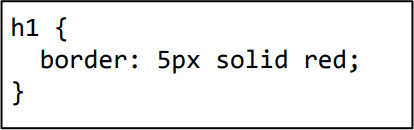 h1 {
  border: 5px solid red;
}